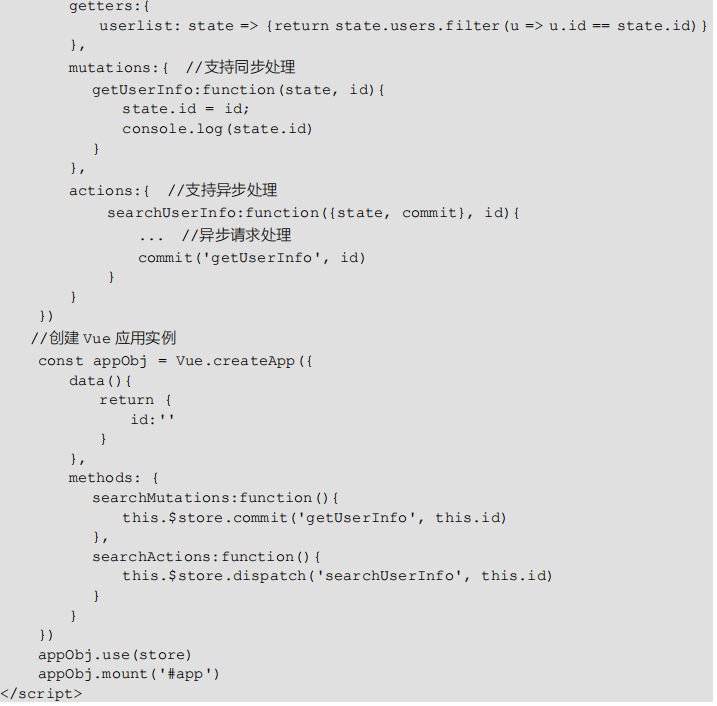 getters:{
userlist: state => {return state.users.filter(u => u.id == state.id)}
},
mutations:{ //支持同步处理
getUserInfo:function(state, id){
state.id = id;
console.log(state.id)
}
},
actions:{ //支持异步处理
searchUserInfo:function({state, commit}, id){
... //异步请求处理
commit('getUserInfo', id)
}
}
})
//创建 Vue 应用实例
const appObj = Vue.createApp({
data(){
return {
id:''
}
},
methods: {
searchMutations:function(){
this.$store.commit('getUserInfo', this.id)
},
searchActions:function(){
this.$store.dispatch('searchUserInfo', this.id)
}
}
})
appObj.use(store)
appObj.mount('#app')
</script>